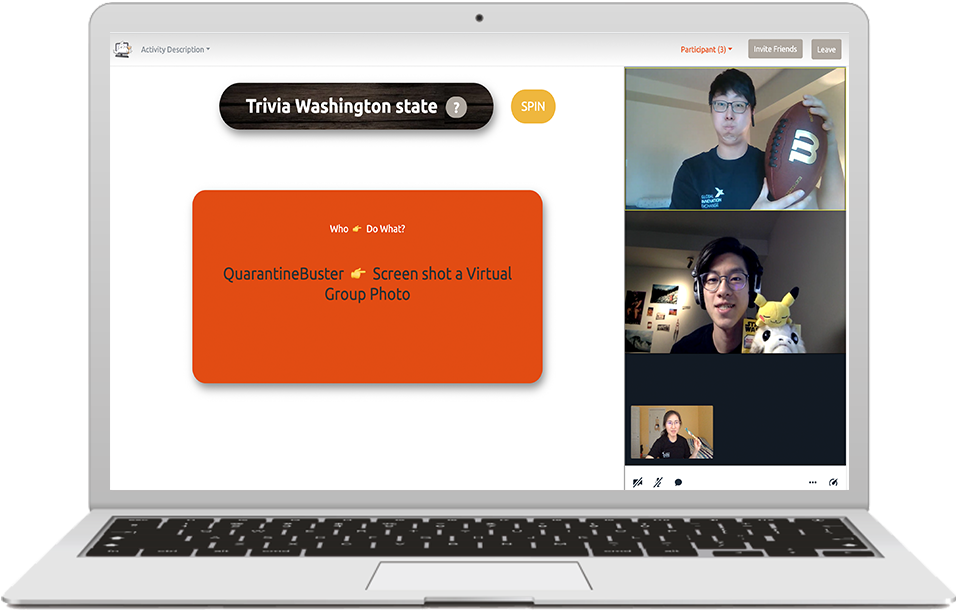 Activity Description
Participant (3)
Invite Friends
Leave
Trivia Washington state ?
SPIN
Who 👉 Do What?
QuarantineBuster 👉 Screen shot a Virtual
Group Photo
GLOBAL
INNOVATION
EXCHANGE
W
STAR